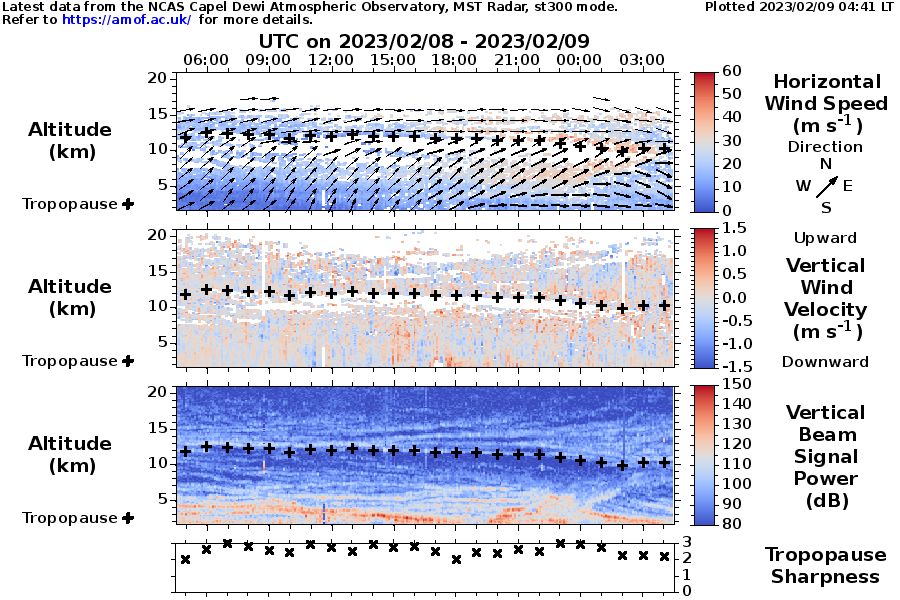 Latest data from the NCAS Capel Dewi Atmospheric Observatory, MST Radar, st300 mode.
Plotted 2023/02/09 04:41 LT
Refer to https://amof.ac.uk/ for more details.
UTC on 2023/02/08 - 2023/02/09
06:00 09:00 12:00 15:00 18:00 21:00 00:00 03:00
Altitude
(km)
Tropopause
20
15
10
5
60
50
40
30
20
10
0
Horizontal
Wind Speed
(m s-1)
Direction
N
W E
S
Altitude
(km)
Tropopause
20
15
10
5
1.5
1.0
0.5
0.0
-0.5
-1.0
-1.5
Upward
Vertical
Wind
Velocity
(m s-1)
Downward
Altitude
(km)
Tropopause
20
15
10
5
150
140
130
120
110
100
90
80
Vertical
Beam
Signal
Power
(dB)
3
2
1
0
Tropopause
Sharpness